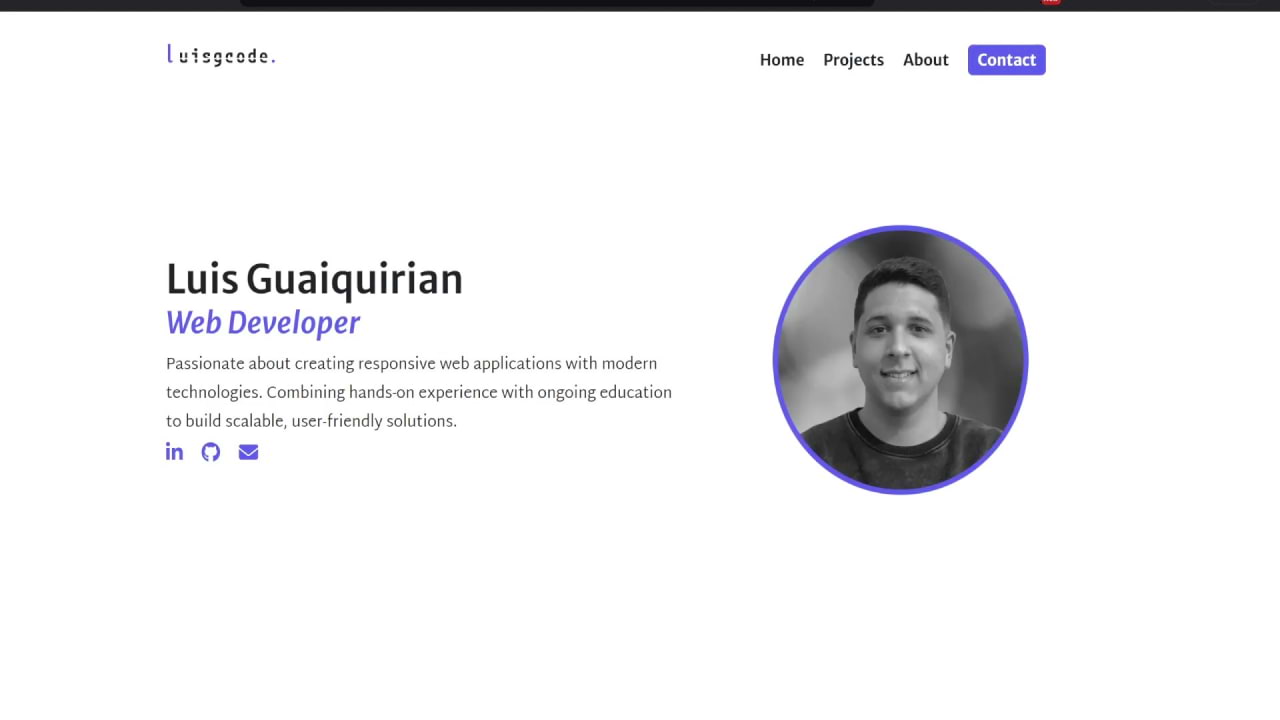 luisgcode.
Home Projects About Contact
Luis Guaiquirian
Web Developer
Passionate about creating responsive web applications with modern
technologies. Combining hands-on experience with ongoing education
to build scalable, user-friendly solutions.
in